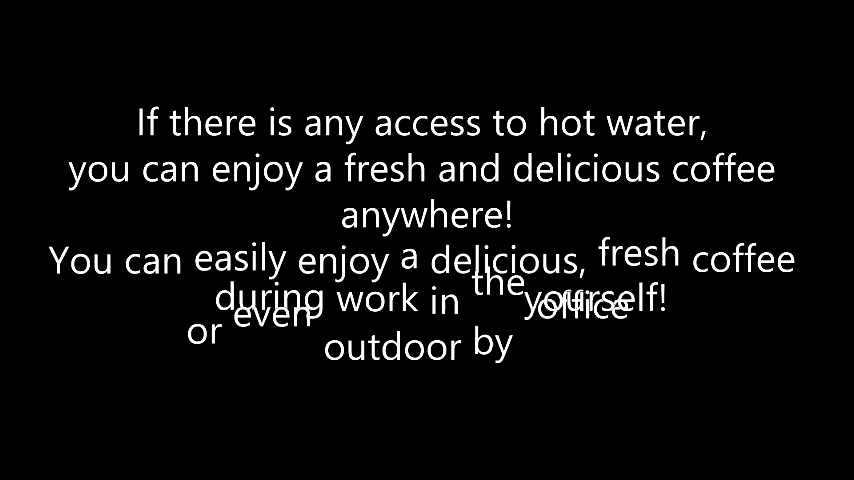 If there is any access to hot water,
you can enjoy a fresh and delicious coffee
anywhere!
You can easily enjoy a delicious, fresh coffee
during work in the office
or even outdoor by yourself!